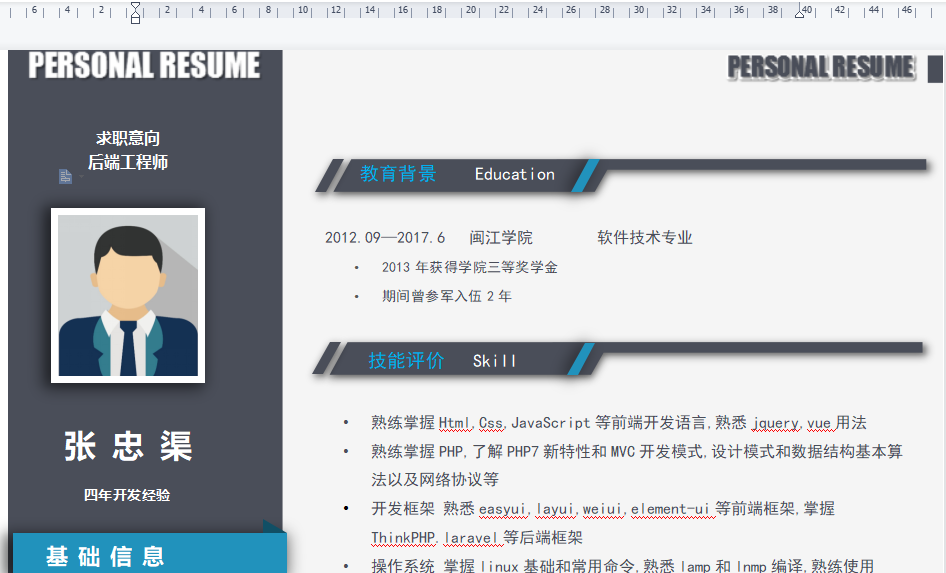 6 4 2 2 4 6 8 10 12 14 16 18 20 22 24 26 28 30 32 34 36 38 40 42 44 46
PERSONAL RESUME
求职意向
后端工程师
张忠渠
四年开发经验
基础信息
PERSONAL RESUME
教育背景 Education
2012.09—2017.6 闽江学院 软件技术专业
• 2013 年获得学院三等奖学金
• 期间曾参军入伍 2 年
技能评价 Skill
• 熟练掌握 Html,Css,JavaScript 等前端开发语言,熟悉 jquery,vue 用法
• 熟练掌握 PHP,了解 PHP7 新特性和 MVC 开发模式,设计模式和数据结构基本算
法以及网络协议等
• 开发框架 熟悉 easyui,layui,weiui,element-ui 等前端框架,掌握
ThinkPHP.laravel 等后端框架
• 操作系统 掌握 linux 基础和常用命令,熟悉 lamp 和 lnmp 编译,熟练使用